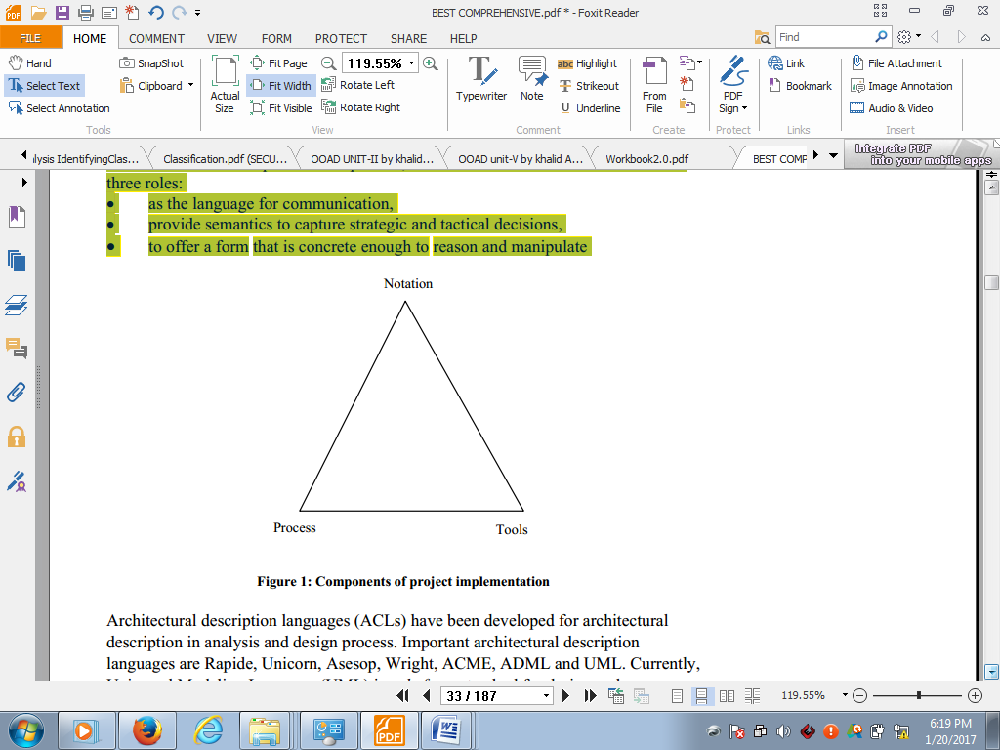 BEST COMPREHENSIVE.pdf * - Foxit Reader
FILE HOME COMMENT VIEW FORM PROTECT SHARE HELP Find
Hand SnapShot Fit Page 119.55% Highlight Link File Attachment
Select Text Clipboard Fit Width Rotate Left Strikeout Bookmark Image Annotation
Select Annotation Fit Visible Rotate Right Underline Audio & Video
Actual Size Typewriter Note From File PDF Sign
Tools View Comment Create Protect Links Insert
lysis IdentifyingClas... Classification.pdf (SECU... OOAD UNIT-II by khalid... OOAD unit-V by khalid A... Workbook2.0.pdf BEST COMP
Integrate PDF
into your mobile apps
three roles:
• as the language for communication,
• provide semantics to capture strategic and tactical decisions,
• to offer a form that is concrete enough to reason and manipulate
Notation
Process
Tools
Figure 1: Components of project implementation
Architectural description languages (ACLs) have been developed for architectural
description in analysis and design process. Important architectural description
languages are Rapide, Unicorn, Asesop, Wright, ACME, ADML and UML. Currently,
33 / 187 119.55%
6:19 PM
1/20/2017